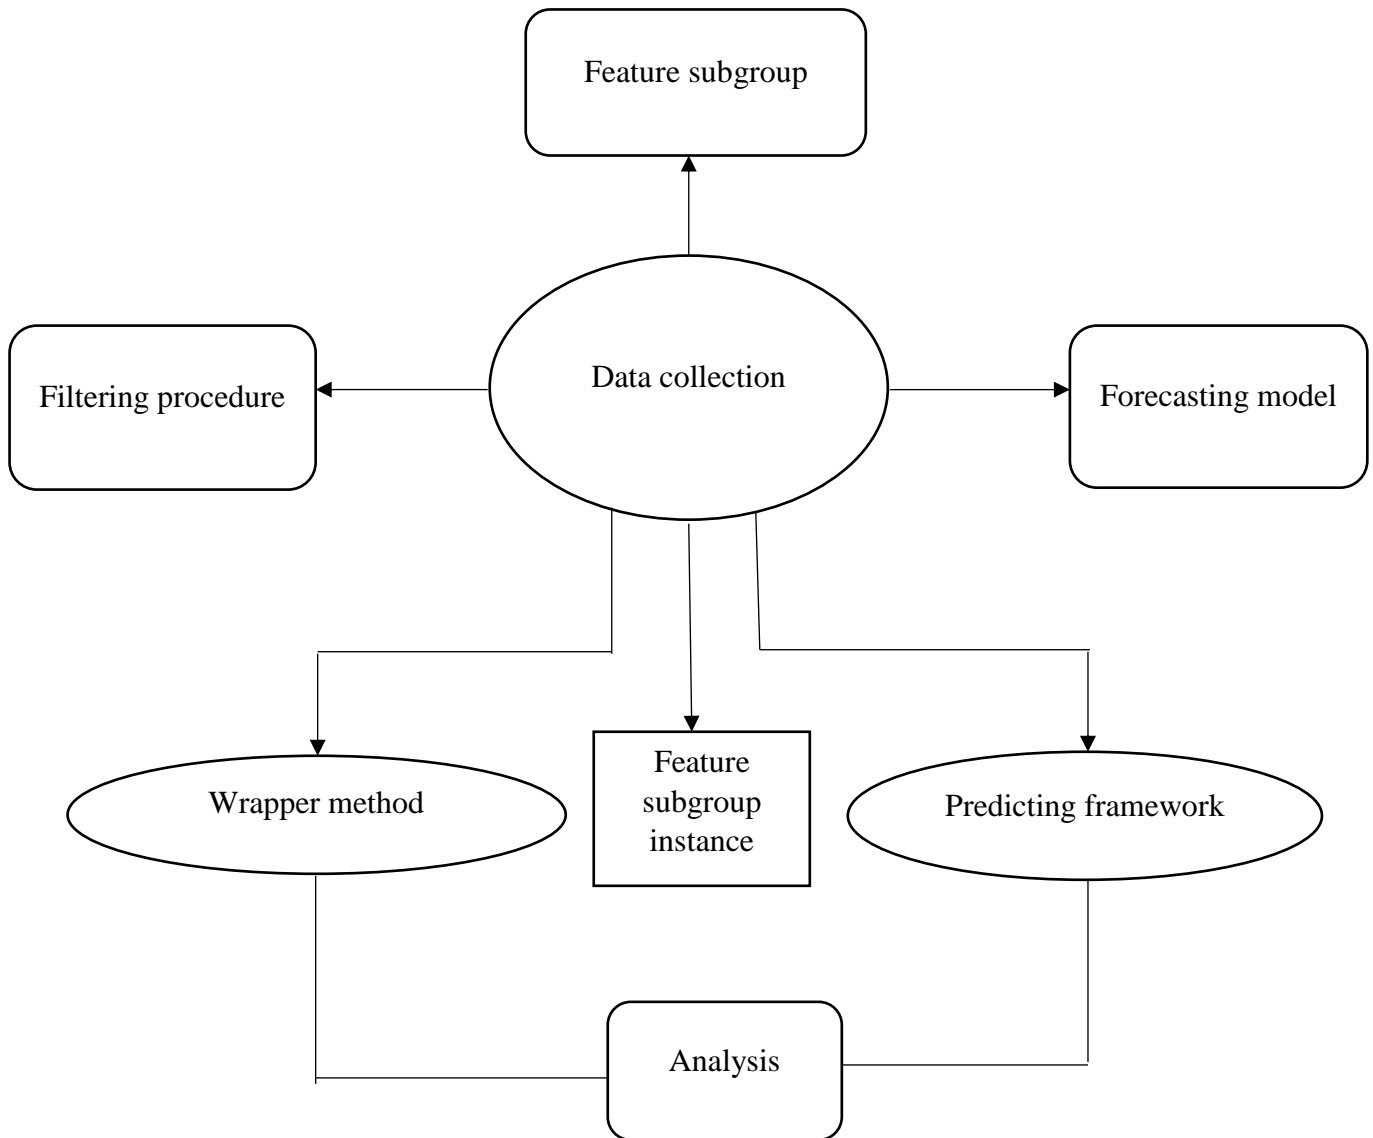 Feature subgroup
Data collection
Filtering procedure
Forecasting model
Wrapper method
Feature
subgroup
instance
Predicting framework
Analysis